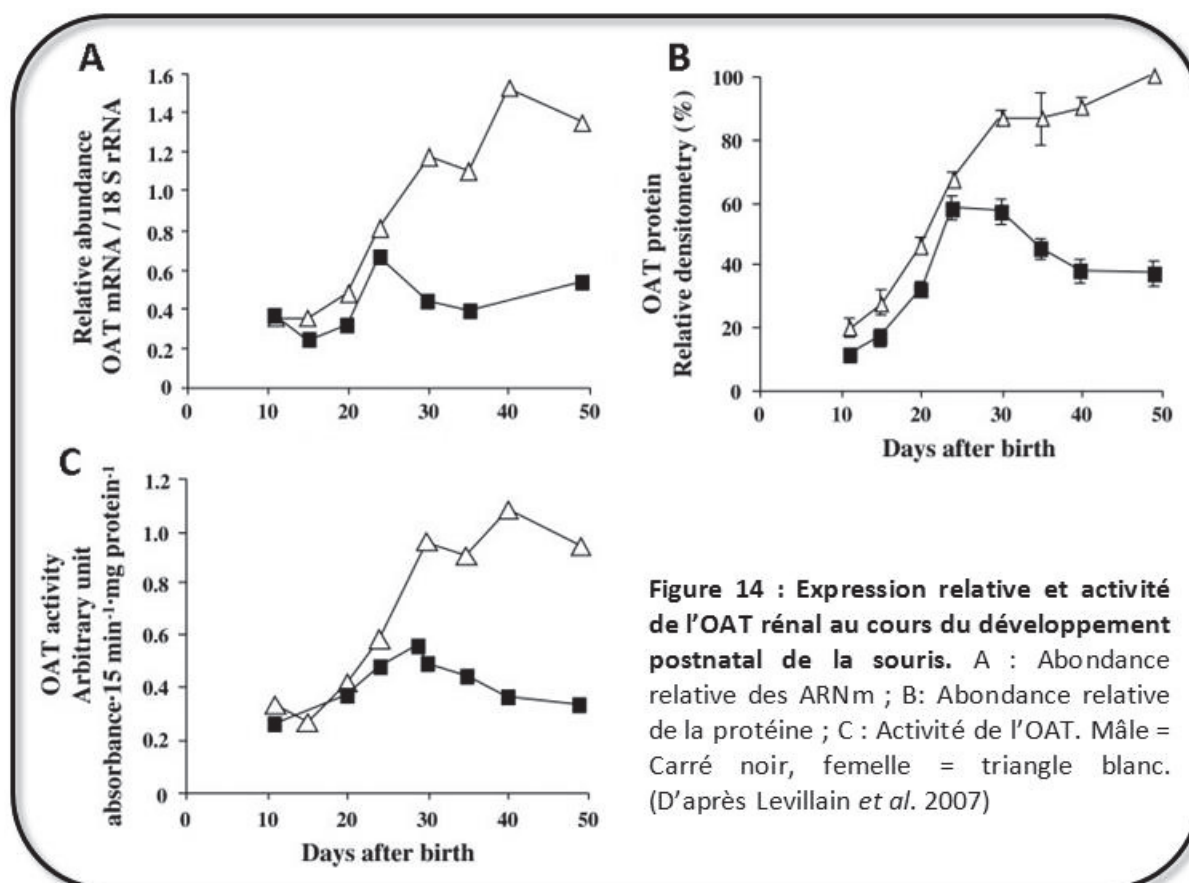 A
Relative abundance
OAT mRNA / 18 S rRNA
1.6
1.4
1.2
1.0
0.8
0.6
0.4
0.2
0
0 10 20 30 40 50
B
OAT protein
Relative densitometry (%)
100
80
60
40
20
0
0 10 20 30 40 50
Days after birth
C
OAT activity
Arbitrary unit
absorbance·15 min⁻¹·mg protein⁻¹
1.2
1.0
0.8
0.6
0.4
0.2
0
0 10 20 30 40 50
Days after birth
Figure 14 : Expression relative et activité
de l’OAT rénal au cours du développement
postnatal de la souris. A : Abondance
relative des ARNm ; B: Abondance relative
de la protéine ; C : Activité de l’OAT. Mâle =
Carré noir, femelle = triangle blanc.
(D’après Levillain et al. 2007)